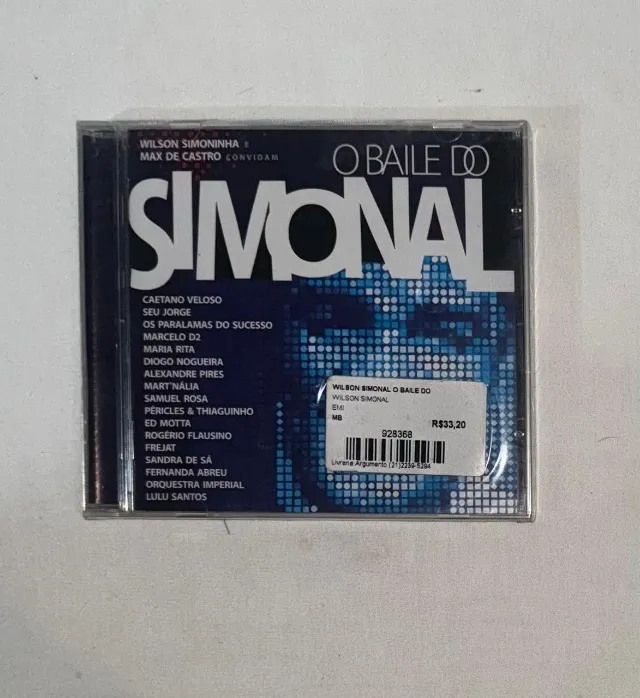 WILSON SIMONINHA E
MAX DE CASTRO CONVIDAM
O BAILE DO
SIMONAL
CAETANO VELOSO
SEU JORGE
OS PARALAMAS DO SUCESSO
MARCELO D2
MARIA RITA
DIOGO NOGUEIRA
ALEXANDRE PIRES
MART'NÁLIA
SAMUEL ROSA
PÉRICLES & THIAGUINHO
ED MOTTA
ROGÉRIO FLAUSINO
FREJAT
SANDRA DE SÁ
FERNANDA ABREU
ORQUESTRA IMPERIAL
LULU SANTOS
WILSON SIMONAL O BAILE DO
WILSON SIMONAL
EMI
MB
R$33,20
928368
Livraria Argumento (21)2239-5294